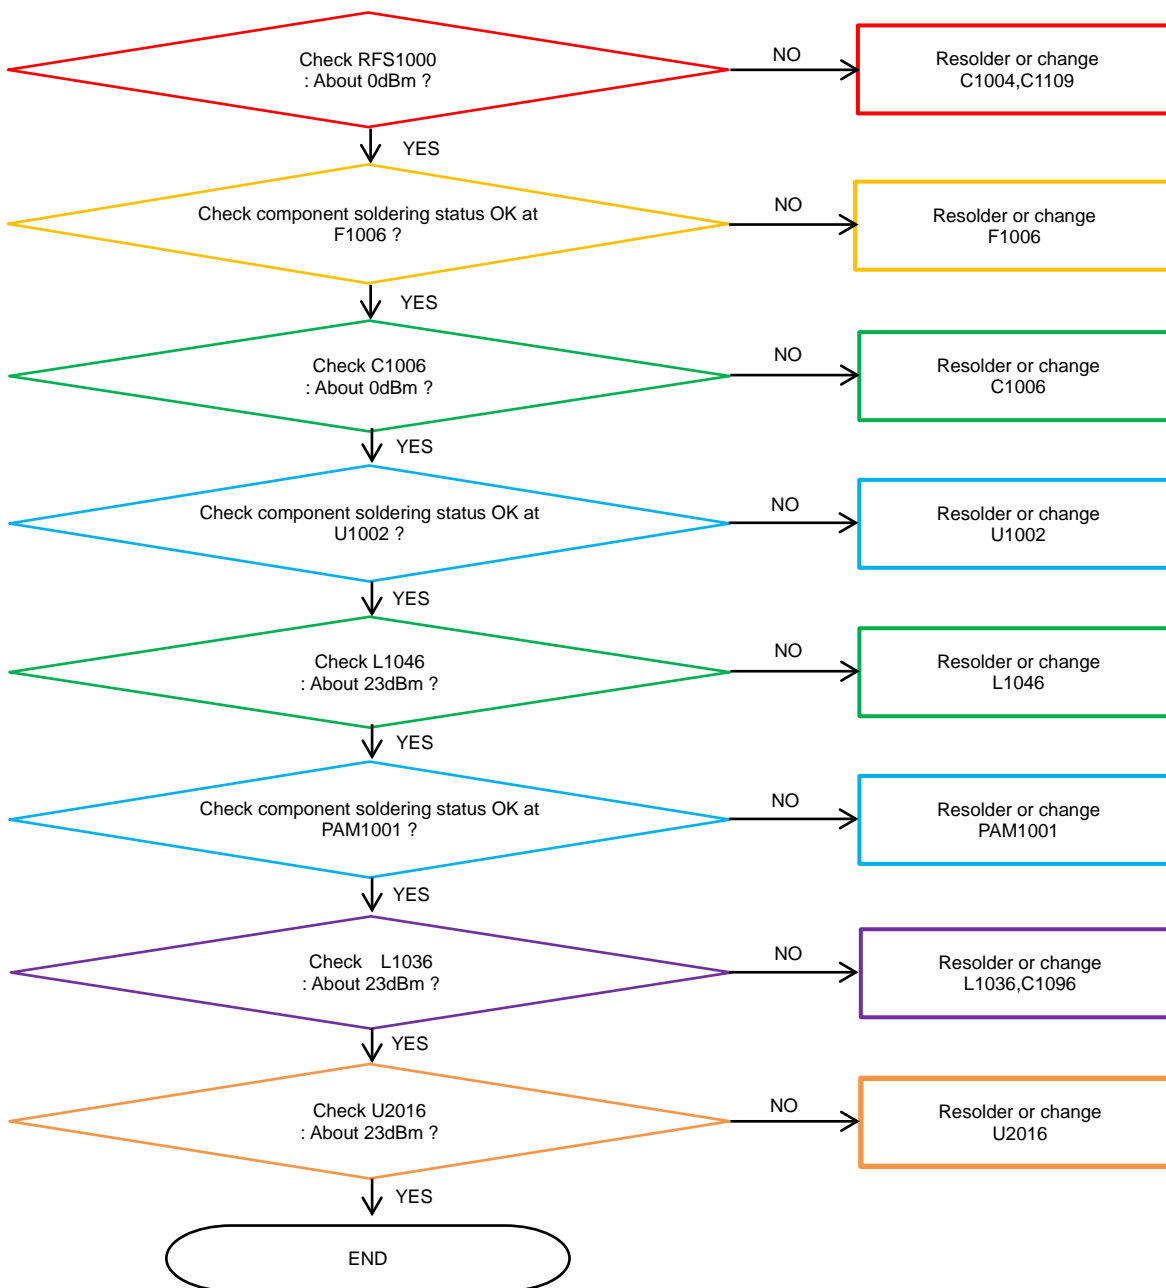 Check RFS1000
: About 0dBm ?
NO
Resolder or change
C1004,C1109
YES
Check component soldering status OK at
F1006 ?
NO
Resolder or change
F1006
YES
Check C1006
: About 0dBm ?
NO
Resolder or change
C1006
YES
Check component soldering status OK at
U1002 ?
NO
Resolder or change
U1002
YES
Check L1046
: About 23dBm ?
NO
Resolder or change
L1046
YES
Check component soldering status OK at
PAM1001 ?
NO
Resolder or change
PAM1001
YES
Check L1036
: About 23dBm ?
NO
Resolder or change
L1036,C1096
YES
Check U2016
: About 23dBm ?
NO
Resolder or change
U2016
YES
END